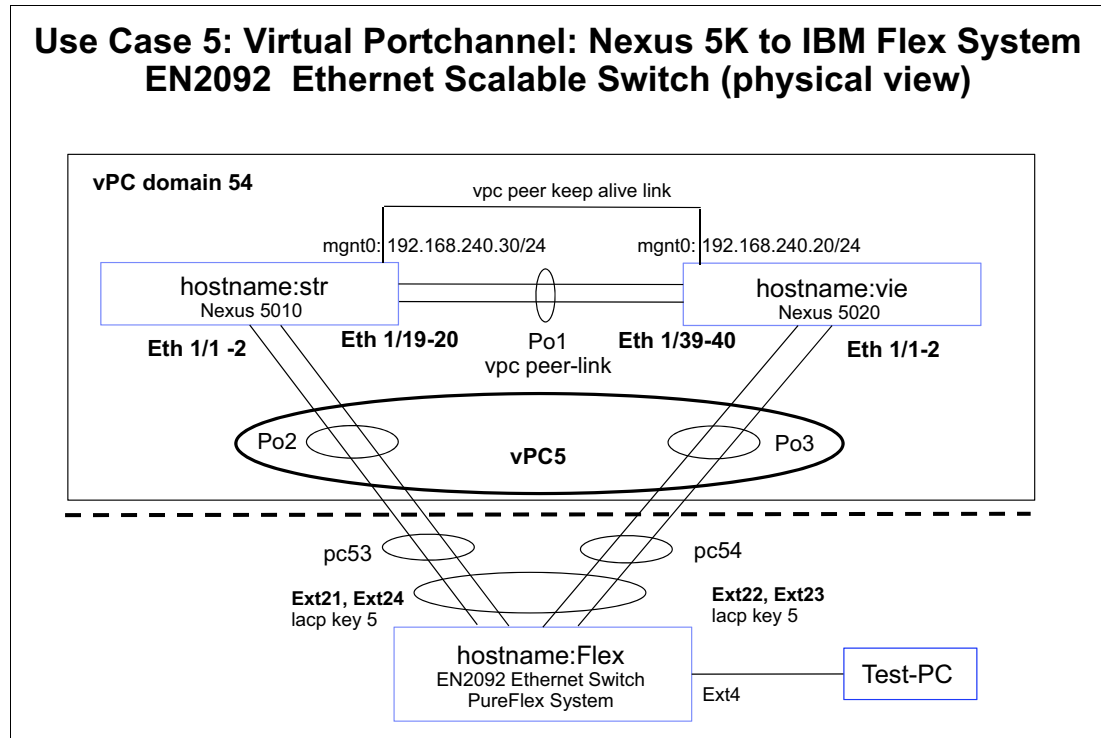 Use Case 5: Virtual Portchannel: Nexus 5K to IBM Flex System
EN2092 Ethernet Scalable Switch (physical view)
vPC domain 54
vpc peer keep alive link
mgnt0: 192.168.240.30/24
mgnt0: 192.168.240.20/24
hostname:str
Nexus 5010
hostname:vie
Nexus 5020
Eth 1/1 -2
Eth 1/19-20
Po1
vpc peer-link
Eth 1/39-40
Eth 1/1-2
Po2
vPC5
Po3
pc53
pc54
Ext21, Ext24
lacp key 5
Ext22, Ext23
lacp key 5
hostname:Flex
EN2092 Ethernet Switch
PureFlex System
Ext4
Test-PC